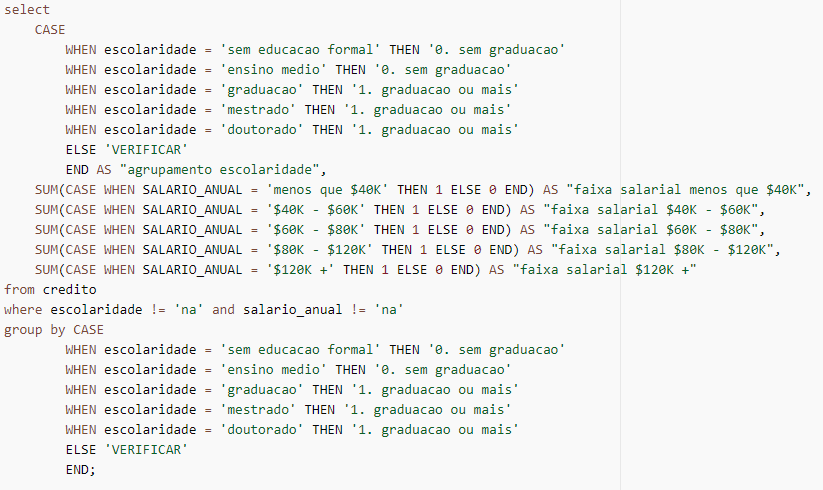 select
    CASE
        WHEN escolaridade = 'sem educacao formal' THEN '0. sem graduacao'
        WHEN escolaridade = 'ensino medio' THEN '0. sem graduacao'
        WHEN escolaridade = 'graduacao' THEN '1. graduacao ou mais'
        WHEN escolaridade = 'mestrado' THEN '1. graduacao ou mais'
        WHEN escolaridade = 'doutorado' THEN '1. graduacao ou mais'
        ELSE 'VERIFICAR'
        END AS "agrupamento escolaridade",
    SUM(CASE WHEN SALARIO_ANUAL = 'menos que $40K' THEN 1 ELSE 0 END) AS "faixa salarial menos que $40K",
    SUM(CASE WHEN SALARIO_ANUAL = '$40K - $60K' THEN 1 ELSE 0 END) AS "faixa salarial $40K - $60K",
    SUM(CASE WHEN SALARIO_ANUAL = '$60K - $80K' THEN 1 ELSE 0 END) AS "faixa salarial $60K - $80K",
    SUM(CASE WHEN SALARIO_ANUAL = '$80K - $120K' THEN 1 ELSE 0 END) AS "faixa salarial $80K - $120K",
    SUM(CASE WHEN SALARIO_ANUAL = '$120K +' THEN 1 ELSE 0 END) AS "faixa salarial $120K +"
from credito
where escolaridade != 'na' and salario_anual != 'na'
group by CASE
        WHEN escolaridade = 'sem educacao formal' THEN '0. sem graduacao'
        WHEN escolaridade = 'ensino medio' THEN '0. sem graduacao'
        WHEN escolaridade = 'graduacao' THEN '1. graduacao ou mais'
        WHEN escolaridade = 'mestrado' THEN '1. graduacao ou mais'
        WHEN escolaridade = 'doutorado' THEN '1. graduacao ou mais'
        ELSE 'VERIFICAR'
        END;